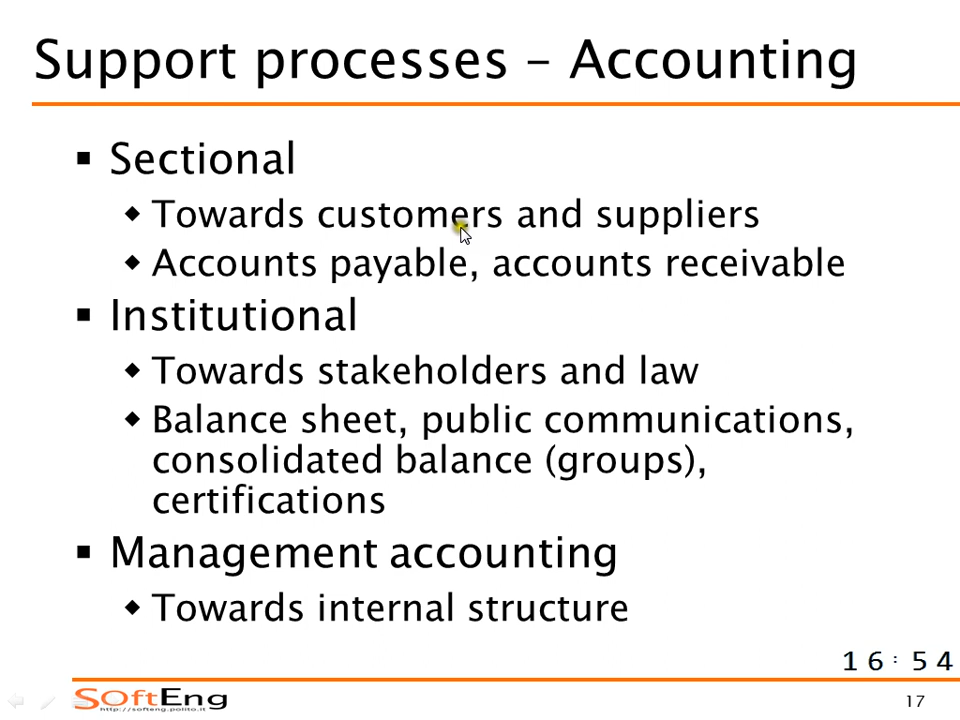 Support processes – Accounting
▪ Sectional
◆ Towards customers and suppliers
◆ Accounts payable, accounts receivable
▪ Institutional
◆ Towards stakeholders and law
◆ Balance sheet, public communications,
consolidated balance (groups),
certifications
▪ Management accounting
◆ Towards internal structure
16:54
SoftEng
http://softeng.polito.it
17